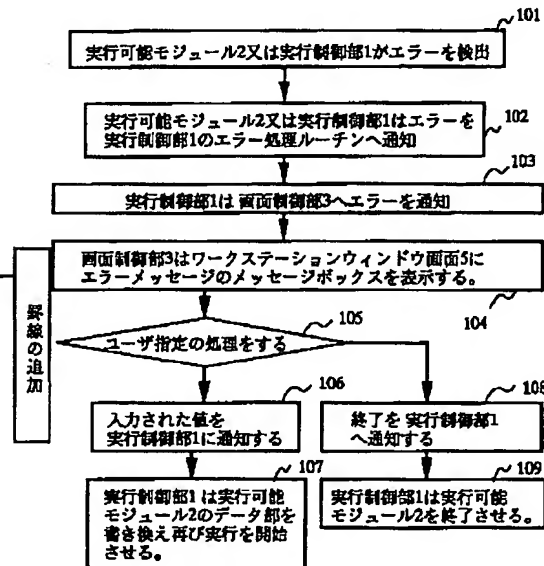 101
実行可能モジュール2又は実行制御部1がエラーを検出
実行可能モジュール2又は実行制御部1はエラーを
実行制御部1のエラー処理ルーチンへ通知
102
103
実行制御部1は 画面制御部3へエラーを通知
画面制御部3はワークステーションウィンドウ画面5に
エラーメッセージのメッセージボックスを表示する。
104
罫線の追加
105
ユーザ指定の処理をする
106
入力された値を
実行制御部1に通知する
108
終了を 実行制御部1
へ通知する
107
実行制御部1 は実行可能
モジュール2のデータ部を
書き換え再び実行を開始
させる。
109
実行制御部1は実行可能
モジュール2を終了させる。